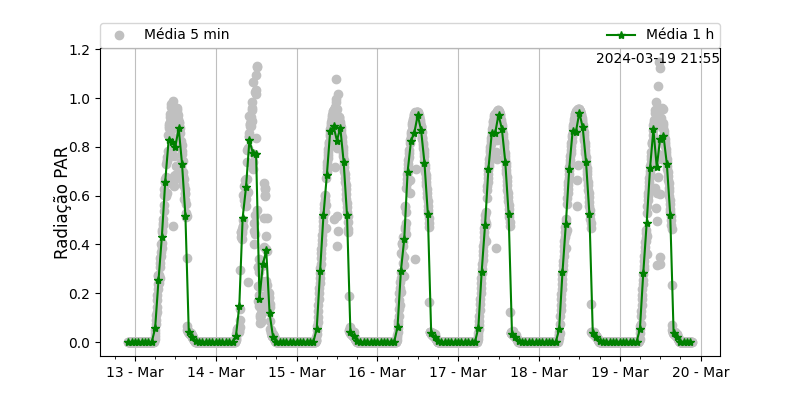 Média 5 min
Média 1 h
2024-03-19 21:55
Radiação PAR
1.2
1.0
0.8
0.6
0.4
0.2
0.0
13 - Mar
14 - Mar
15 - Mar
16 - Mar
17 - Mar
18 - Mar
19 - Mar
20 - Mar